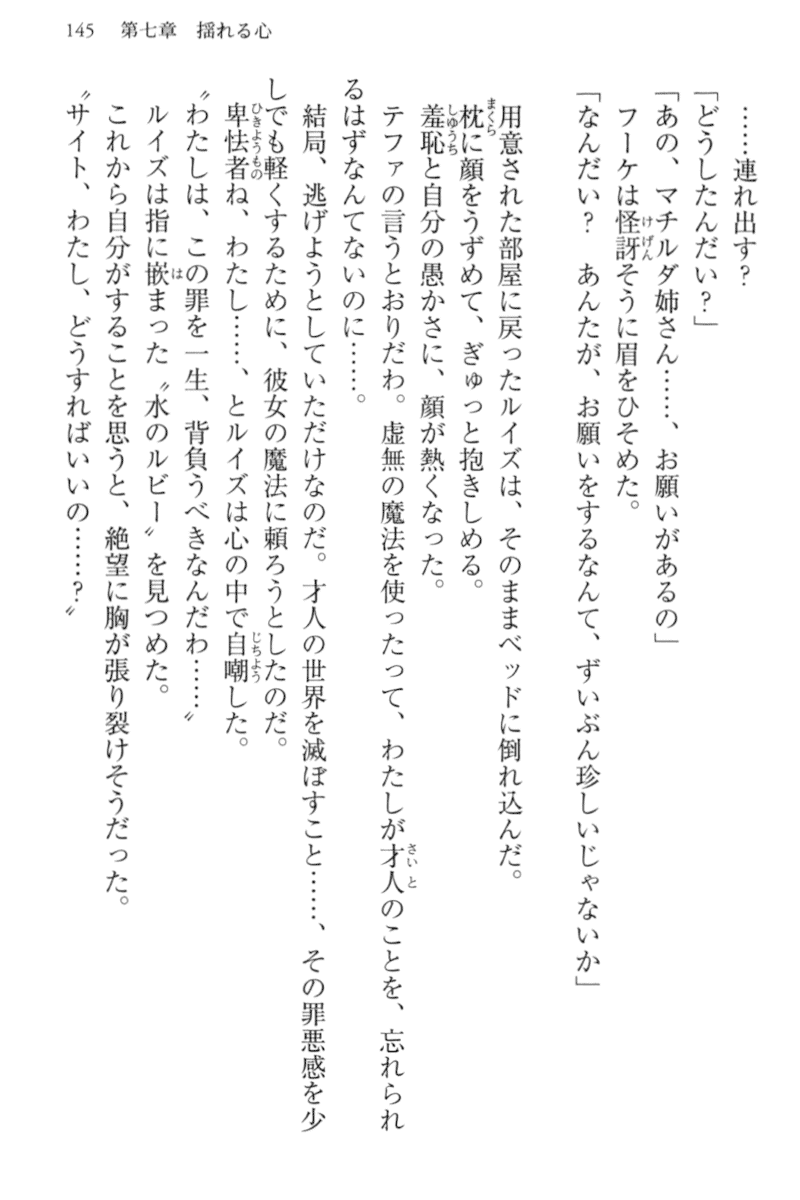 145　第七章　揺れる心
……連れ出す？
「どうしたんだい？」
「あの、マチルダ姉さん……、お願いがあるの」
フーケは怪訝そうに眉をひそめた。
「なんだい？　あんたが、お願いをするなんて、ずいぶん珍しいじゃないか」
用意された部屋に戻ったルイズは、そのままベッドに倒れ込んだ。
枕に顔をうずめて、ぎゅっと抱きしめる。
羞恥と自分の愚かさに、顔が熱くなった。
テファの言うとおりだわ。虚無の魔法を使ったって、わたしが才人のことを、忘れられ
るはずなんてないのに……。
結局、逃げようとしていただけなのだ。才人の世界を滅ぼすこと……、その罪悪感を少
しでも軽くするために、彼女の魔法に頼ろうとしたのだ。
卑怯者ね、わたし……、とルイズは心の中で自嘲した。
〝わたしは、この罪を一生、背負うべきなんだわ……〟
ルイズは指に嵌まった〝水のルビー〟を見つめた。
これから自分がすることを思うと、絶望に胸が張り裂けそうだった。
〝サイト、わたし、どうすればいいの……？〟